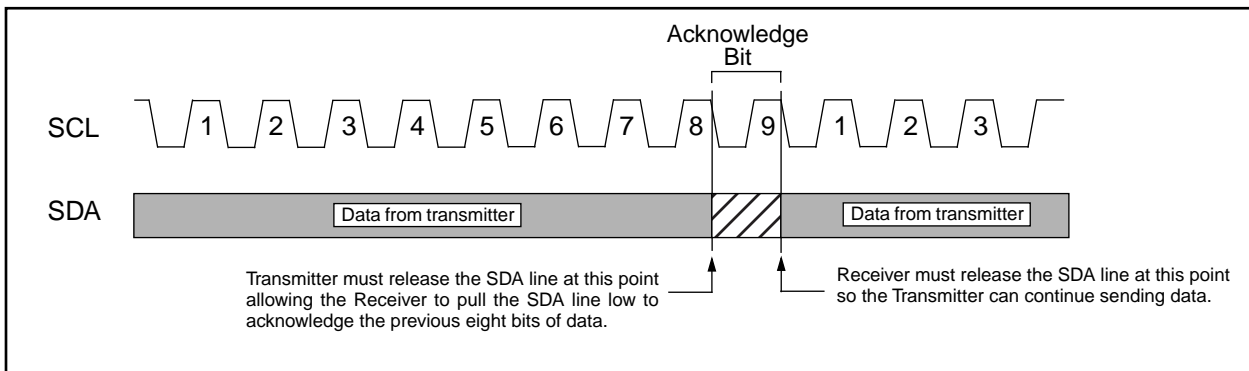 Acknowledge
Bit
SCL
1 2 3 4 5 6 7 8 9 1 2 3
SDA
Data from transmitter
Data from transmitter
Transmitter must release the SDA line at this point
allowing the Receiver to pull the SDA line low to
acknowledge the previous eight bits of data.
Receiver must release the SDA line at this point
so the Transmitter can continue sending data.